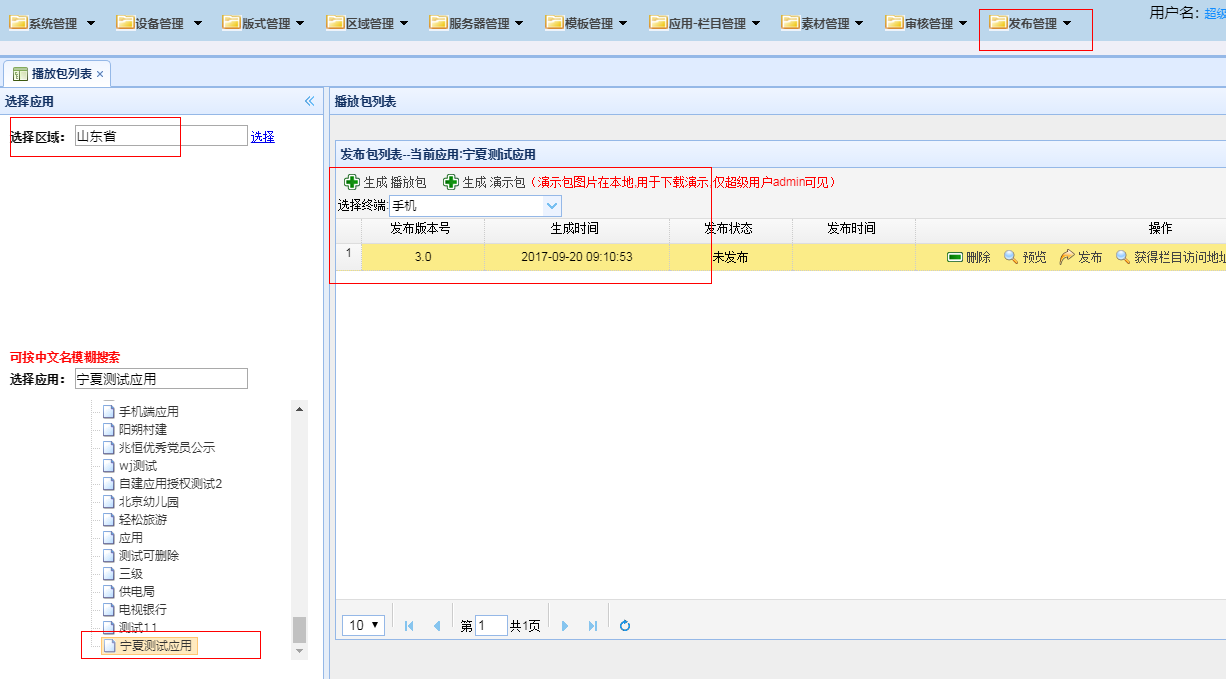 系统管理 设备管理 版式管理 区域管理 服务器管理 模板管理 应用-栏目管理 素材管理 审核管理 发布管理 用户名: 超级
播放包列表 ×
选择应用
播放包列表
选择区域: 山东省 选择
发布包列表--当前应用:宁夏测试应用
生成 播放包 生成 演示包（演示包图片在本地,用于下载演示,仅超级用户admin可见）
选择终端: 手机
发布版本号 生成时间 发布状态 发布时间 操作
1 3.0 2017-09-20 09:10:53 未发布 删除 预览 发布 获得栏目访问地址
可按中文名模糊搜索
选择应用: 宁夏测试应用
手机端应用
阳朔村建
兆恒优秀党员公示
wj测试
自建应用授权测试2
北京幼儿园
轻松旅游
应用
测试可删除
三级
供电局
电视银行
测试11
宁夏测试应用
10 第 1 共1页